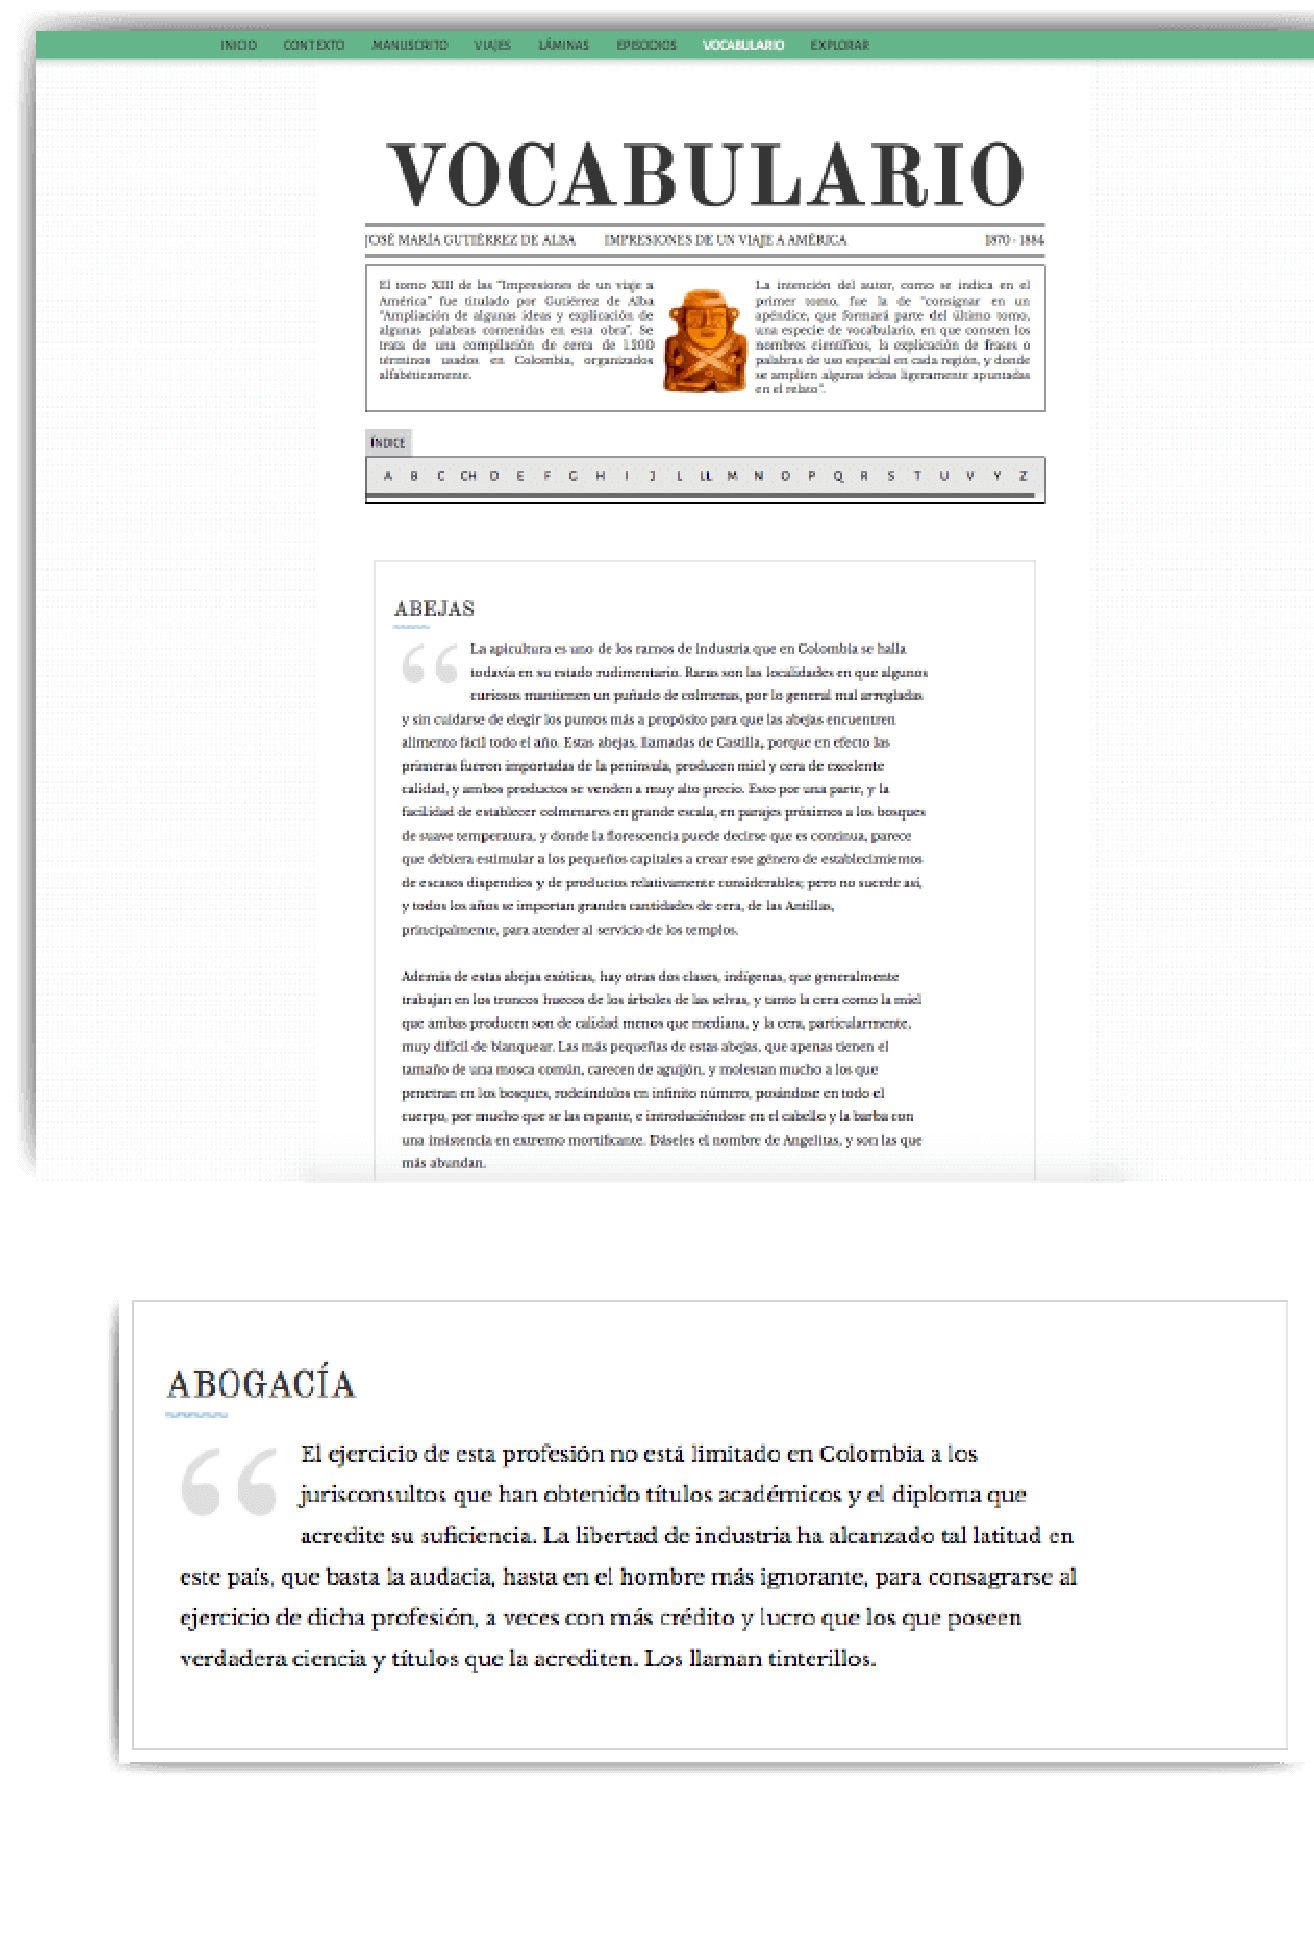 INICIO CONTEXTO MANUSCRITO VIAJES LÁMINAS EPISODIOS VOCABULARIO EXPLORAR
VOCABULARIO
JOSÉ MARÍA GUTIÉRREZ DE ALBA IMPRESIONES DE UN VIAJE A AMÉRICA 1870 - 1884
El tomo XIII de las "Impresiones de un viaje a
América" fue titulado por Gutiérrez de Alba
"Ampliación de algunas ideas y explicación de
algunas palabras contenidas en esta obra". Se
trata de una compilación de cerca de 1.200
términos usados en Colombia, organizados
alfabéticamente.
La intención del autor, como se indica en el
primer tomo, fue la de "consignar en un
apéndice, que formará parte del último tomo,
una especie de vocabulario, en que consten los
nombres científicos, la explicación de frases o
palabras de uso especial en cada región, y donde
se amplíen algunas ideas ligeramente apuntadas
en el relato".
ÍNDICE
A B C CH D E F G H I J L LL M N O P Q R S T U V Y Z
ABEJAS
La apicultura es uno de los ramos de industria que en Colombia se halla
todavía en su estado rudimentario. Raras son las localidades en que algunos
curiosos mantienen un puñado de colmenas, por lo general mal arregladas
y sin cuidarse de elegir los puntos más a propósito para que las abejas encuentren
alimento fácil todo el año. Estas abejas, llamadas de Castilla, porque en efecto las
primeras fueron importadas de la península, producen miel y cera de excelente
calidad, y ambos productos se venden a muy alto precio. Esto por una parte, y la
facilidad de establecer colmenares en grande escala, en parajes próximos a los bosques
de suave temperatura, y donde la florescencia puede decirse que es continua, parece
que debiera estimular a los pequeños capitales a crear este género de establecimientos
de escasos dispendios y de productos relativamente considerables; pero no sucede así,
y todos los años se importan grandes cantidades de cera, de las Antillas,
principalmente, para atender al servicio de los templos.
Además de estas abejas exóticas, hay otras dos clases, indígenas, que generalmente
trabajan en los troncos huecos de los árboles de las selvas, y tanto la cera como la miel
que ambas producen son de calidad menos que mediana, y la cera, particularmente,
muy difícil de blanquear. Las más pequeñas de estas abejas, que apenas tienen el
tamaño de una mosca común, carecen de aguijón, y molestan mucho a los que
penetran en los bosques, rodeándolos en infinito número, posándose en todo el
cuerpo, por mucho que se las espante, e introduciéndose en el cabello y la barba con
una insistencia en extremo mortificante. Dáseles el nombre de Angelitas, y son las que
más abundan.
ABOGACÍA
El ejercicio de esta profesión no está limitado en Colombia a los
jurisconsultos que han obtenido títulos académicos y el diploma que
acredite su suficiencia. La libertad de industria ha alcanzado tal latitud en
este país, que basta la audacia, hasta en el hombre más ignorante, para consagrarse al
ejercicio de dicha profesión, a veces con más crédito y lucro que los que poseen
verdadera ciencia y títulos que la acrediten. Los llaman tinterillos.